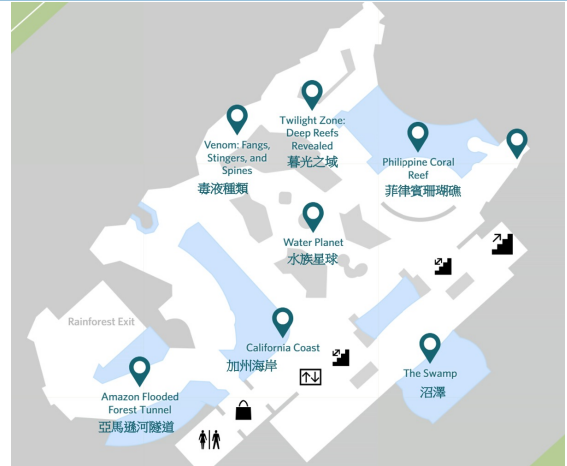 Twilight Zone:
Deep Reefs
Revealed
暮光之域
Venom: Fangs,
Stingers, and
Spines
毒液種類
Philippine Coral
Reef
菲律賓珊瑚礁
Water Planet
水族星球
Rainforest Exit
California Coast
加州海岸
The Swamp
沼澤
Amazon Flooded
Forest Tunnel
亞馬遜河隧道